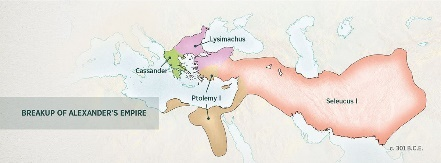 Lysimachus
Cassander
Ptolemy I
Seleucus I
BREAKUP OF ALEXANDER'S EMPIRE
c. 301 B.C.E.